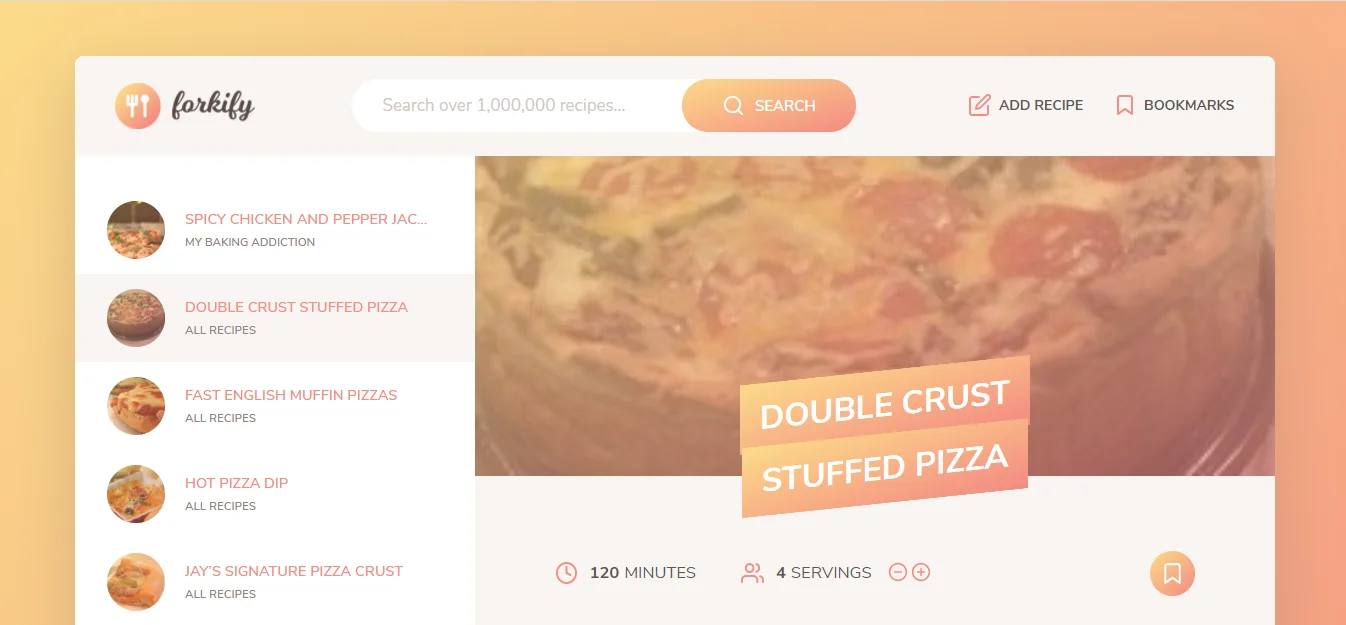 forkify
Search over 1,000,000 recipes...
SEARCH
ADD RECIPE
BOOKMARKS
SPICY CHICKEN AND PEPPER JAC...
MY BAKING ADDICTION
DOUBLE CRUST STUFFED PIZZA
ALL RECIPES
FAST ENGLISH MUFFIN PIZZAS
ALL RECIPES
HOT PIZZA DIP
ALL RECIPES
JAY'S SIGNATURE PIZZA CRUST
ALL RECIPES
DOUBLE CRUST
STUFFED PIZZA
120 MINUTES
4 SERVINGS